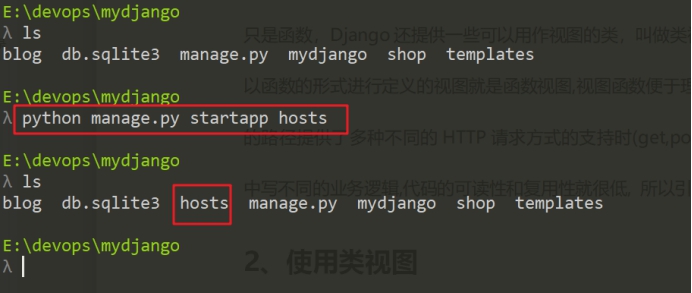 E:\devops\mydjango
λ ls
blog db.sqlite3 manage.py mydjango shop templates
只是函数，Django 还提供一些可以用作视图的类，叫做类
以函数的形式进行定义的视图就是函数视图,视图函数便于
E:\devops\mydjango
λ python manage.py startapp hosts
的路径提供了多种不同的 HTTP 请求方式的支持时(get,po
E:\devops\mydjango
λ ls
中写不同的业务逻辑,代码的可读性和复用性就很低，所以引
blog db.sqlite3 hosts manage.py mydjango shop templates
E:\devops\mydjango
λ
2、使用类视图